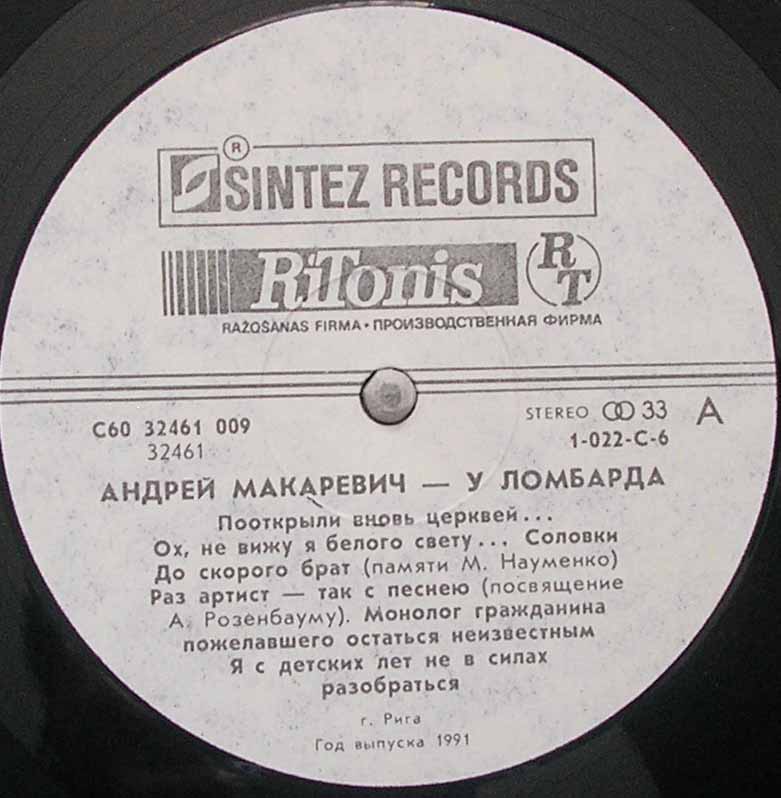 ®
SINTEZ RECORDS
RiTonis RT
RAŽOŠANAS FIRMA • ПРОИЗВОДСТВЕННАЯ ФИРМА
С60 32461 009
32461
STEREO 33 A
1-022-С-6
АНДРЕЙ МАКАРЕВИЧ — У ЛОМБАРДА
Пооткрыли вновь церквей...
Ох, не вижу я белого свету... Соловки
До скорого брат (памяти М. Науменко)
Раз артист — так с песнею (посвящение
А. Розенбауму). Монолог гражданина
пожелавшего остаться неизвестным
Я с детских лет не в силах
разобраться
г. Рига
Год выпуска 1991